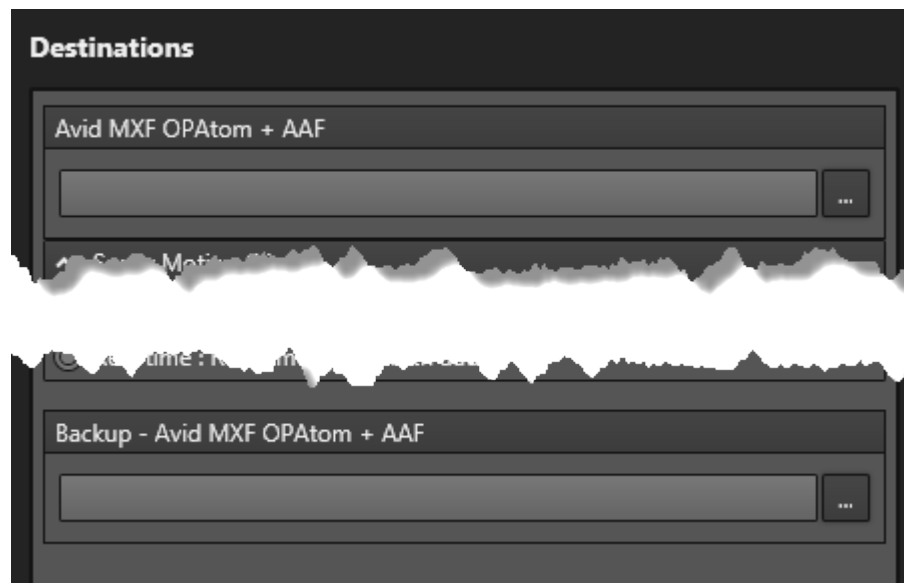 Destinations
Avid MXF OPAtom + AAF
...
Backup - Avid MXF OPAtom + AAF
...